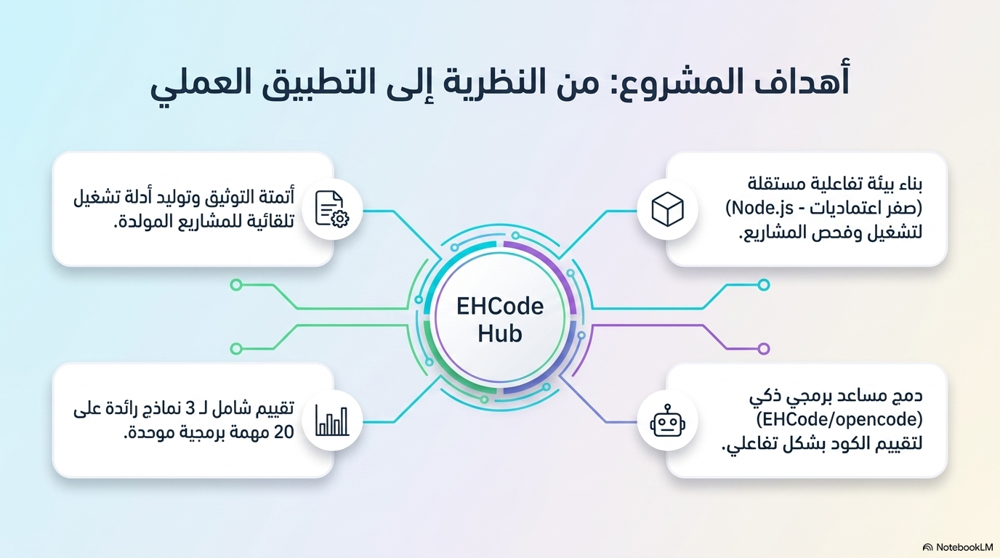 أهداف المشروع: من النظرية إلى التطبيق العملي
بناء بيئة تفاعلية مستقلة
(صفر اعتماديات - Node.js)
لتشغيل وفحص المشاريع.
أتمتة التوثيق وتوليد أدلة تشغيل
تلقائية للمشاريع المولدة.
EHCode
Hub
دمج مساعد برمجي ذكي
(EHCode/opencode)
لتقييم الكود بشكل تفاعلي.
تقييم شامل لـ 3 نماذج رائدة على
20 مهمة برمجية موحدة.
NotebookLM